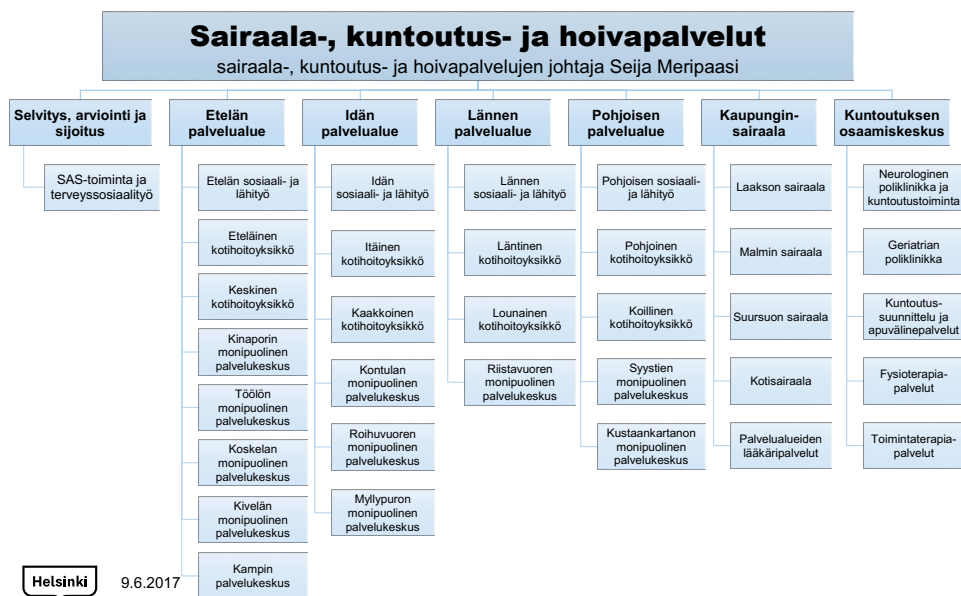 Sairaala-, kuntoutus- ja hoivapalvelut
sairaala-, kuntoutus- ja hoivapalvelujen johtaja Seija Meripaasi
Selvitys, arviointi ja
sijoitus
SAS-toiminta ja
terveyssosiaalityö
Etelän
palvelualue
Etelän sosiaali- ja
lähityö
Eteläinen
kotihoitoyksikkö
Keskinen
kotihoitoyksikkö
Kinaporin
monipuolinen
palvelukeskus
Töölön
monipuolinen
palvelukeskus
Koskelan
monipuolinen
palvelukeskus
Kivelän
monipuolinen
palvelukeskus
Kampin
palvelukeskus
Idän
palvelualue
Idän
sosiaali- ja lähityö
Itäinen
kotihoitoyksikkö
Kaakkoinen
kotihoitoyksikkö
Kontulan
monipuolinen
palvelukeskus
Roihuvuoren
monipuolinen
palvelukeskus
Myllypuron
monipuolinen
palvelukeskus
Lännen
palvelualue
Lännen
sosiaali- ja lähityö
Läntinen
kotihoitoyksikkö
Lounainen
kotihoitoyksikkö
Riistavuoren
monipuolinen
palvelukeskus
Pohjoisen
palvelualue
Pohjoisen sosiaali-
ja lähityö
Pohjoinen
kotihoitoyksikkö
Koillinen
kotihoitoyksikkö
Syystien
monipuolinen
palvelukeskus
Kustaankartanon
monipuolinen
palvelukeskus
Kaupungin-
sairaala
Laakson sairaala
Malmin sairaala
Suursuon sairaala
Kotisairaala
Palvelualueiden
lääkäripalvelut
Kuntoutuksen
osaamiskeskus
Neurologinen
poliklinikka ja
kuntoutustoiminta
Geriatrian
poliklinikka
Kuntoutus-
suunnittelu ja
apuvälinepalvelut
Fysioterapia-
palvelut
Toimintaterapia-
palvelut
Helsinki
9.6.2017